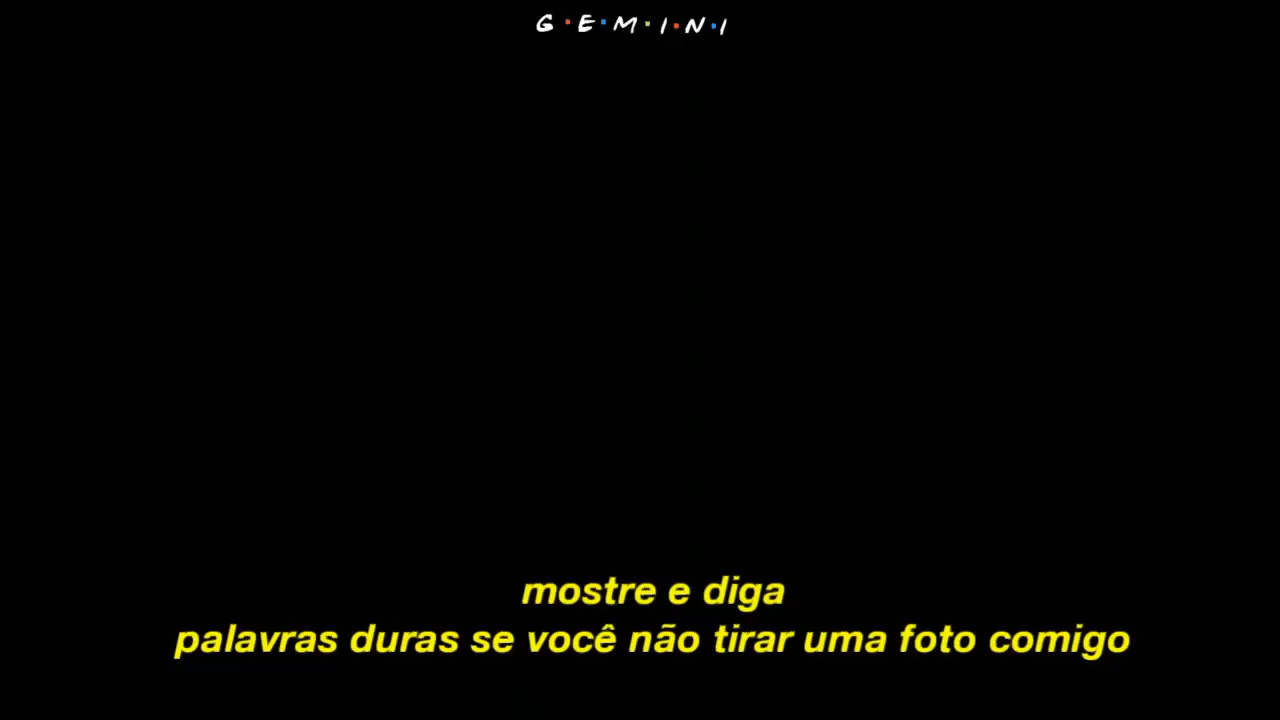 G·E·M·I·N·I
mostre e diga
palavras duras se você não tirar uma foto comigo